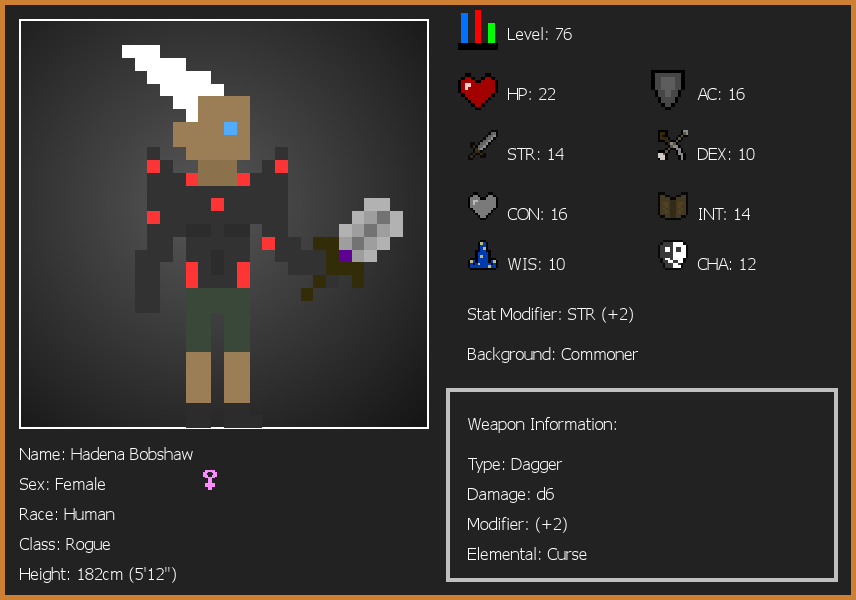 Level: 76
HP: 22
AC: 16
STR: 14
DEX: 10
CON: 16
INT: 14
WIS: 10
CHA: 12
Stat Modifier: STR (+2)
Background: Commoner
Weapon Information:
Type: Dagger
Damage: d6
Modifier: (+2)
Elemental: Curse
Name: Hadena Bobshaw
Sex: Female
Race: Human
Class: Rogue
Height: 182cm (5'12")